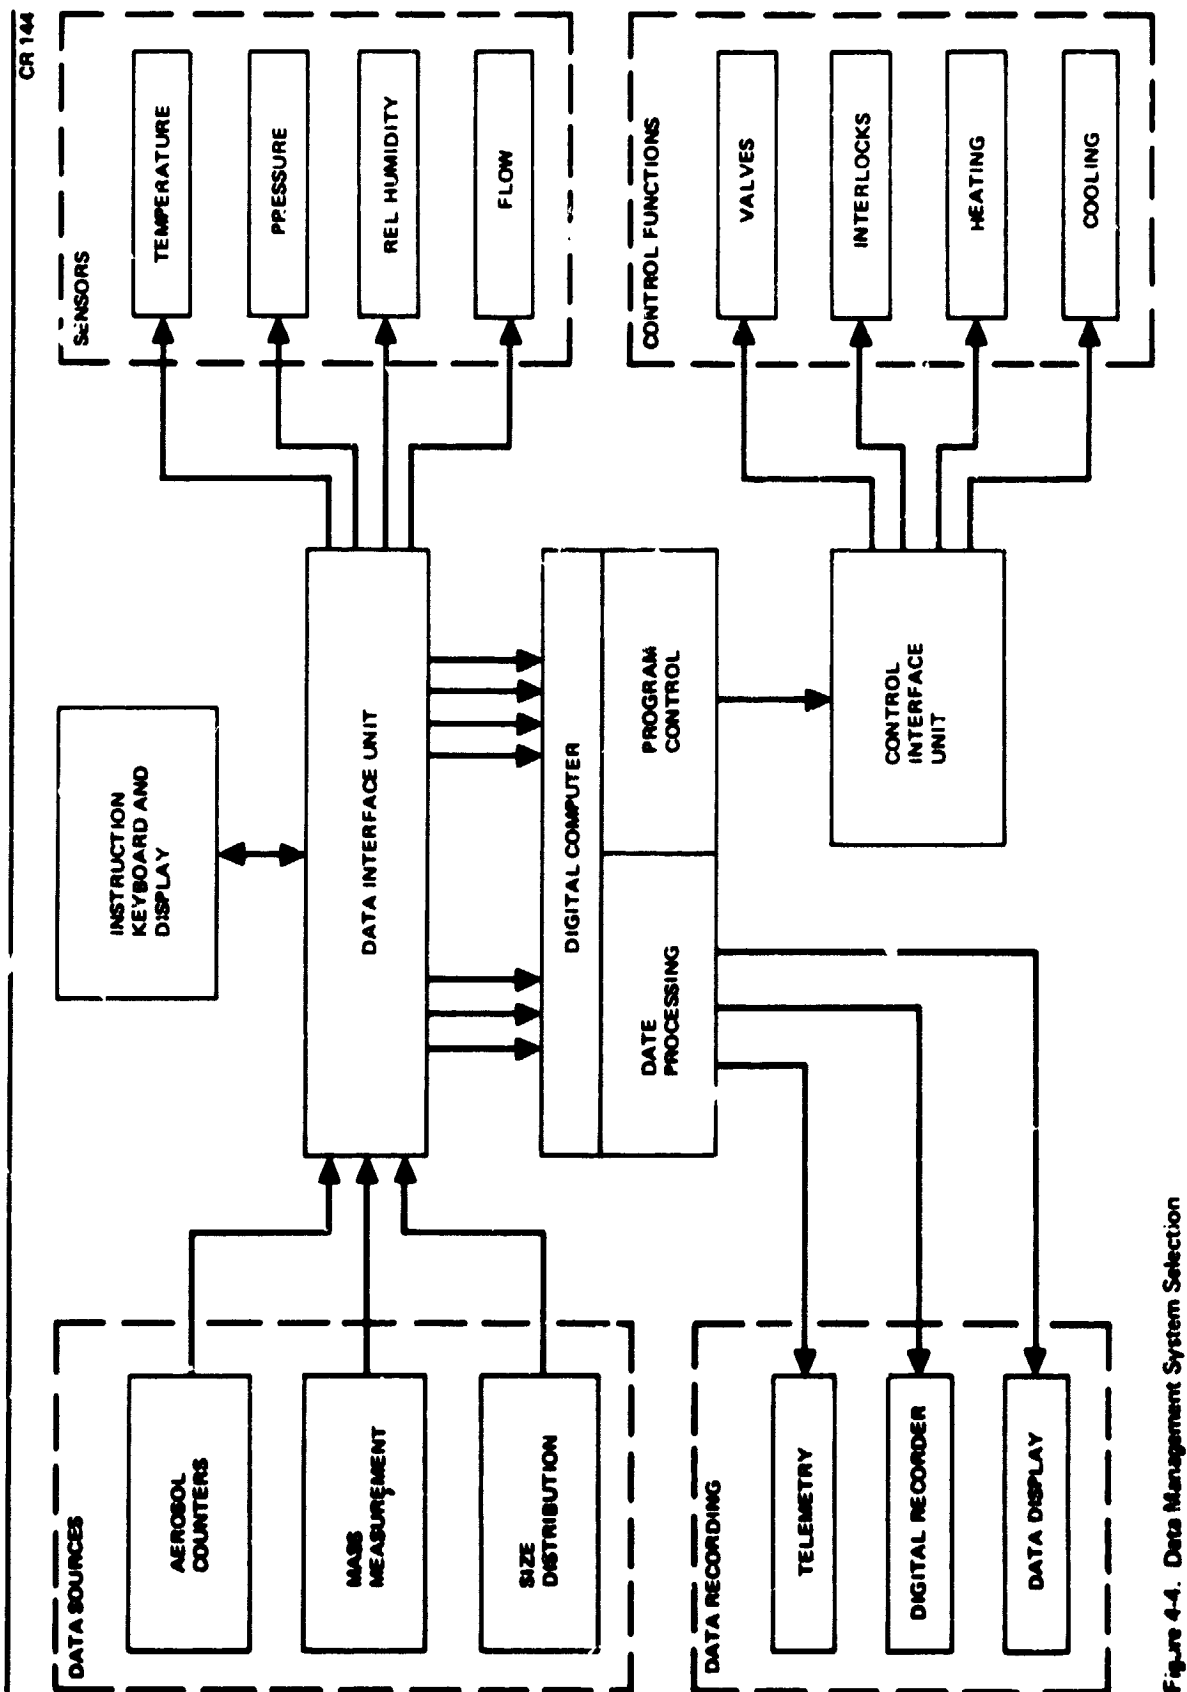 CR 144
DATA SOURCES
AEROSOL
COUNTERS
MASS
MEASUREMENT
SIZE
DISTRIBUTION
INSTRUCTION
KEYBOARD AND
DISPLAY
DATA INTERFACE UNIT
SENSORS
TEMPERATURE
PRESSURE
REL HUMIDITY
FLOW
DIGITAL COMPUTER
DATE
PROCESSING
PROGRAM
CONTROL
DATA RECORDING
TELEMETRY
DIGITAL RECORDER
DATA DISPLAY
CONTROL
INTERFACE
UNIT
CONTROL FUNCTIONS
VALVES
INTERLOCKS
HEATING
COOLING
Figure 4-4. Data Management System Selection